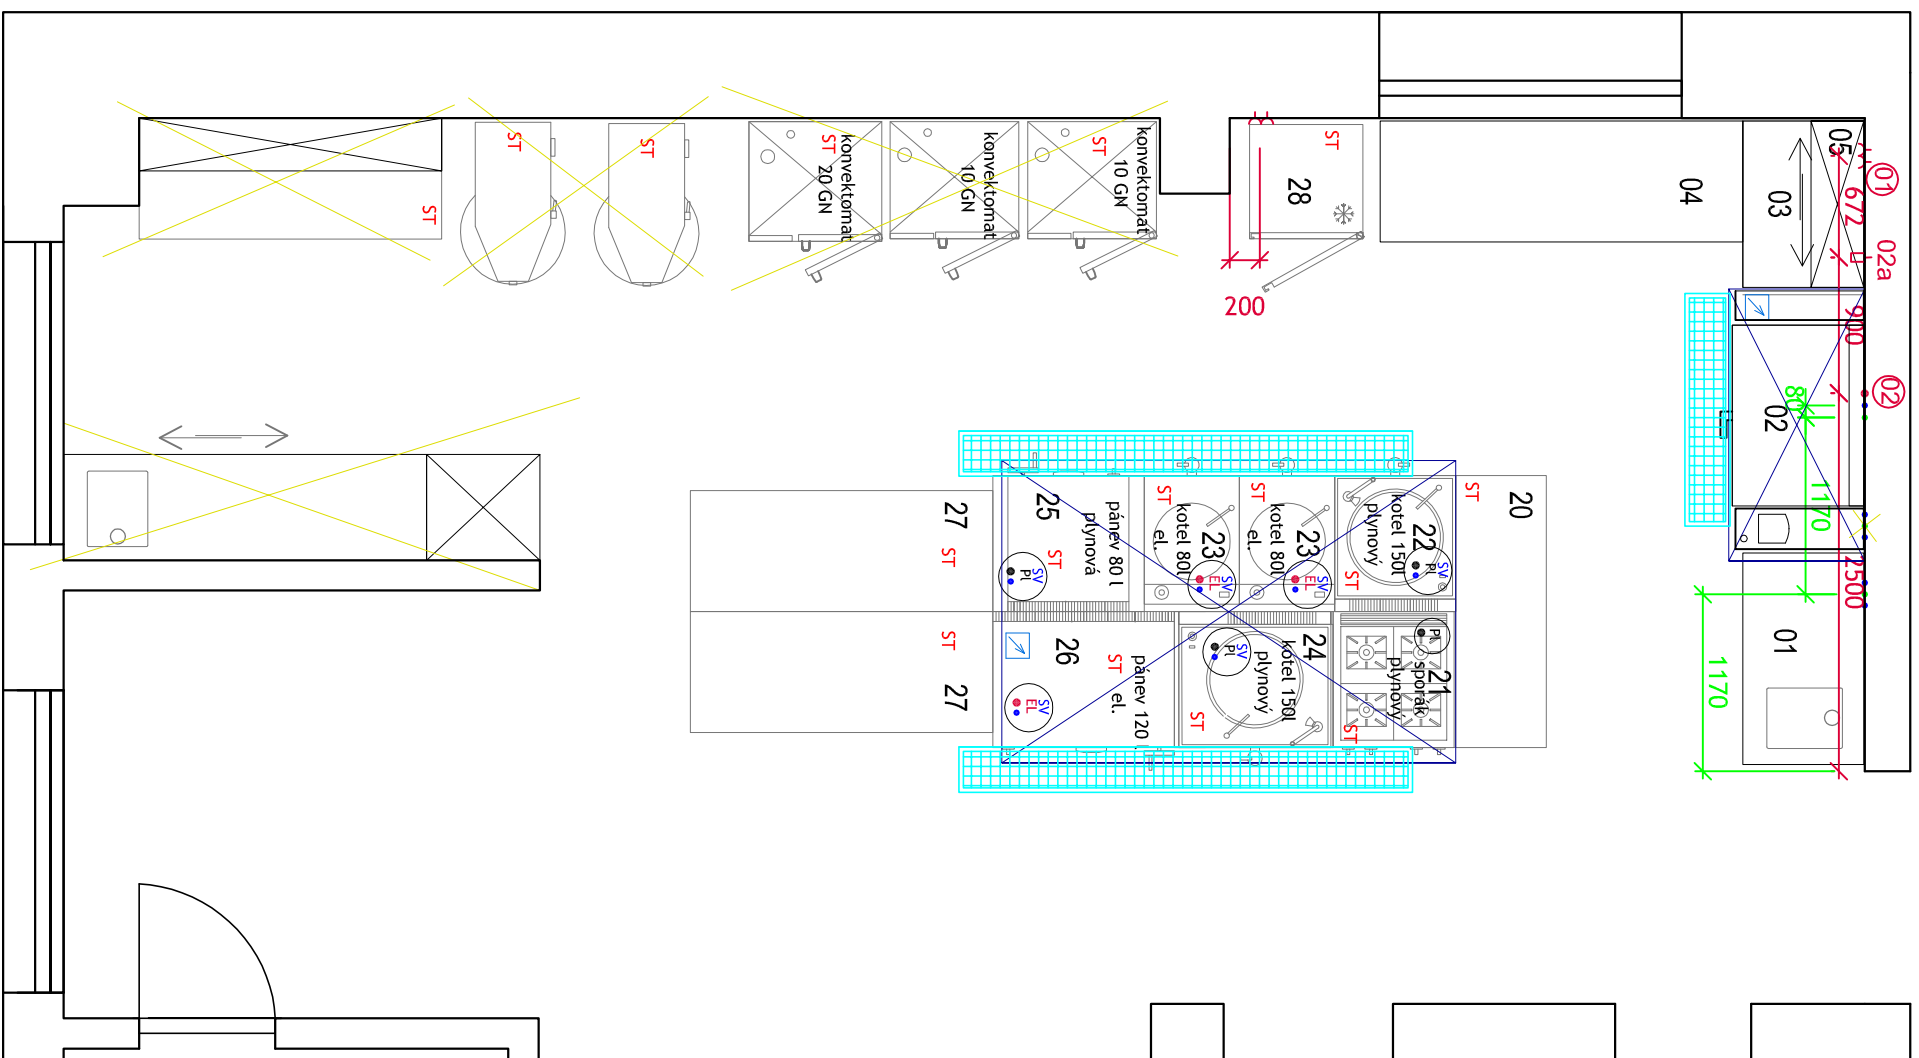 ST
ST
ST
ST
konvektomat
20 GN
ST
konvektomat
10 GN
konvektomat
10 GN
ST
ST
28
200
04
03
05
01
672
02a
900
02
80
02
1170
2500
01
1170
20
ST
27
ST
ST
27
25
pánev 80 l
plynová
ST
SV
Pl
ST
kotel 80l
el.
23
SV
EL
ST
kotel 80l
el.
23
SV
EL
kotel 150l
plynový
22
ST
SV
Pl
26
pánev 120 l
el.
ST
SV
EL
24
kotel 150l
plynový
ST
SV
Pl
21
sporák
plynový
ST
Pl